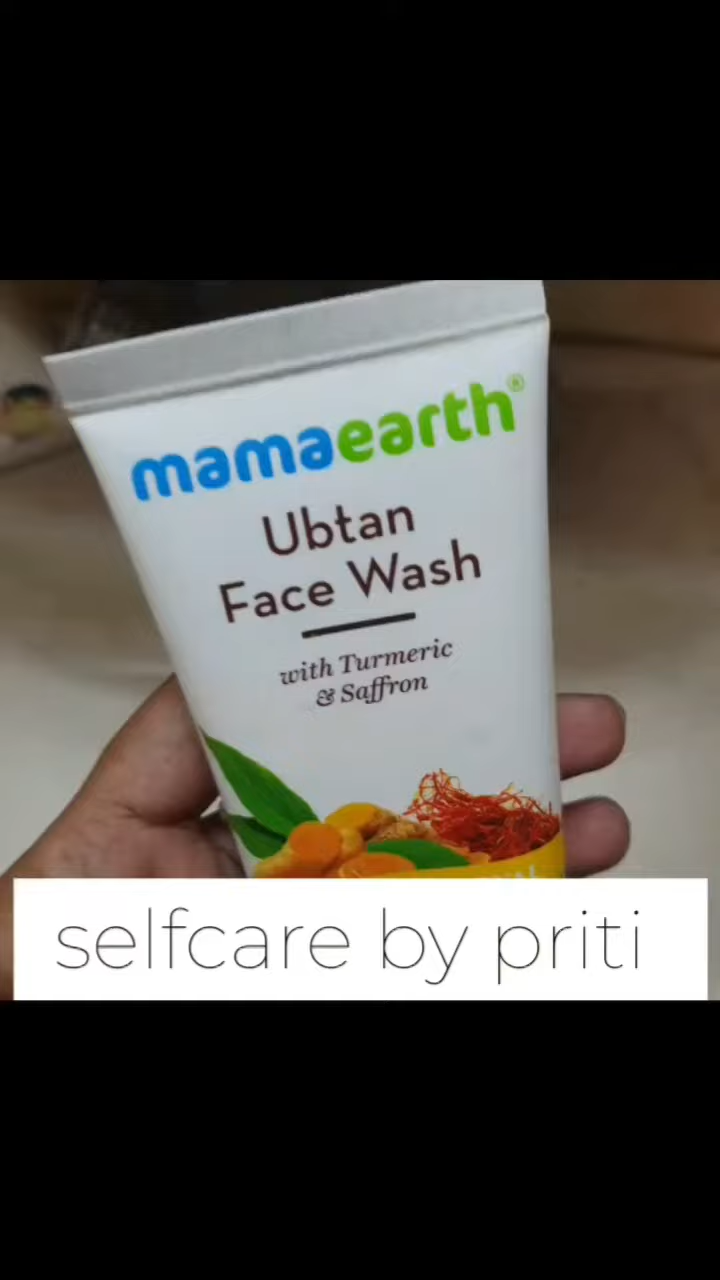 mamaearth®
Ubtan
Face Wash
with Turmeric
& Saffron
selfcare by priti